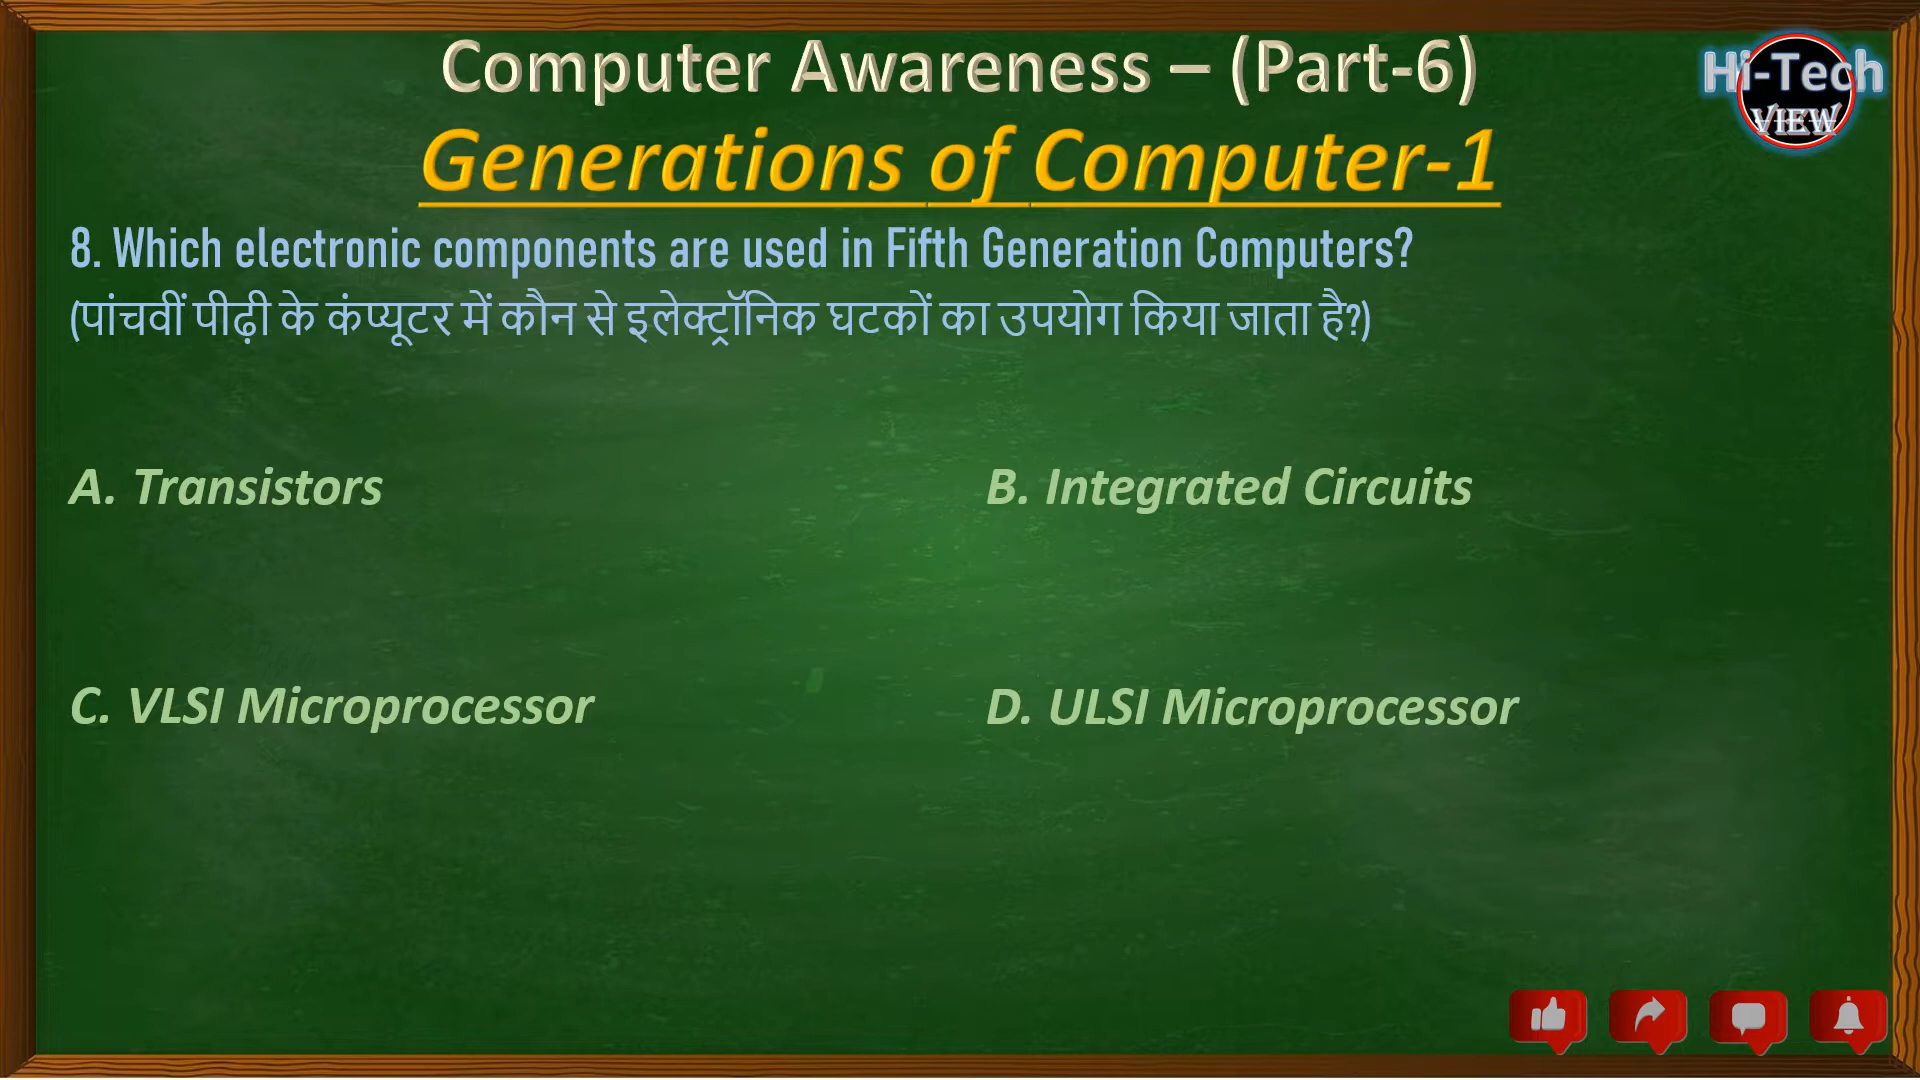 Computer Awareness – (Part-6)
Hi-Tech
VIEW
Generations of Computer-1
8. Which electronic components are used in Fifth Generation Computers?
(पांचवीं पीढ़ी के कंप्यूटर में कौन से इलेक्ट्रॉनिक घटकों का उपयोग किया जाता है?)
A. Transistors
B. Integrated Circuits
C. VLSI Microprocessor
D. ULSI Microprocessor